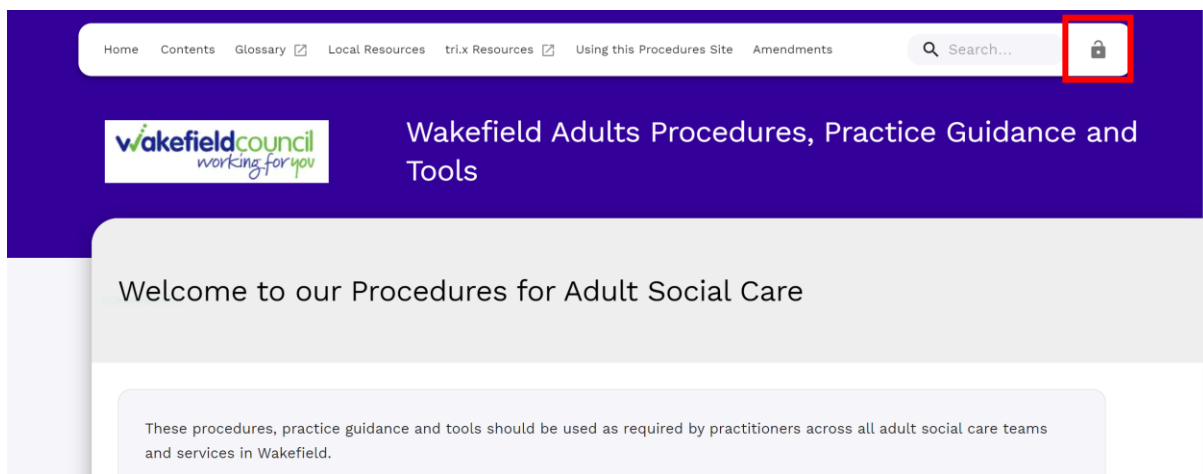 Home Contents Glossary Local Resources tri.x Resources Using this Procedures Site Amendments Search...
wakefieldcouncil
working for you
Wakefield Adults Procedures, Practice Guidance and
Tools
Welcome to our Procedures for Adult Social Care
These procedures, practice guidance and tools should be used as required by practitioners across all adult social care teams
and services in Wakefield.